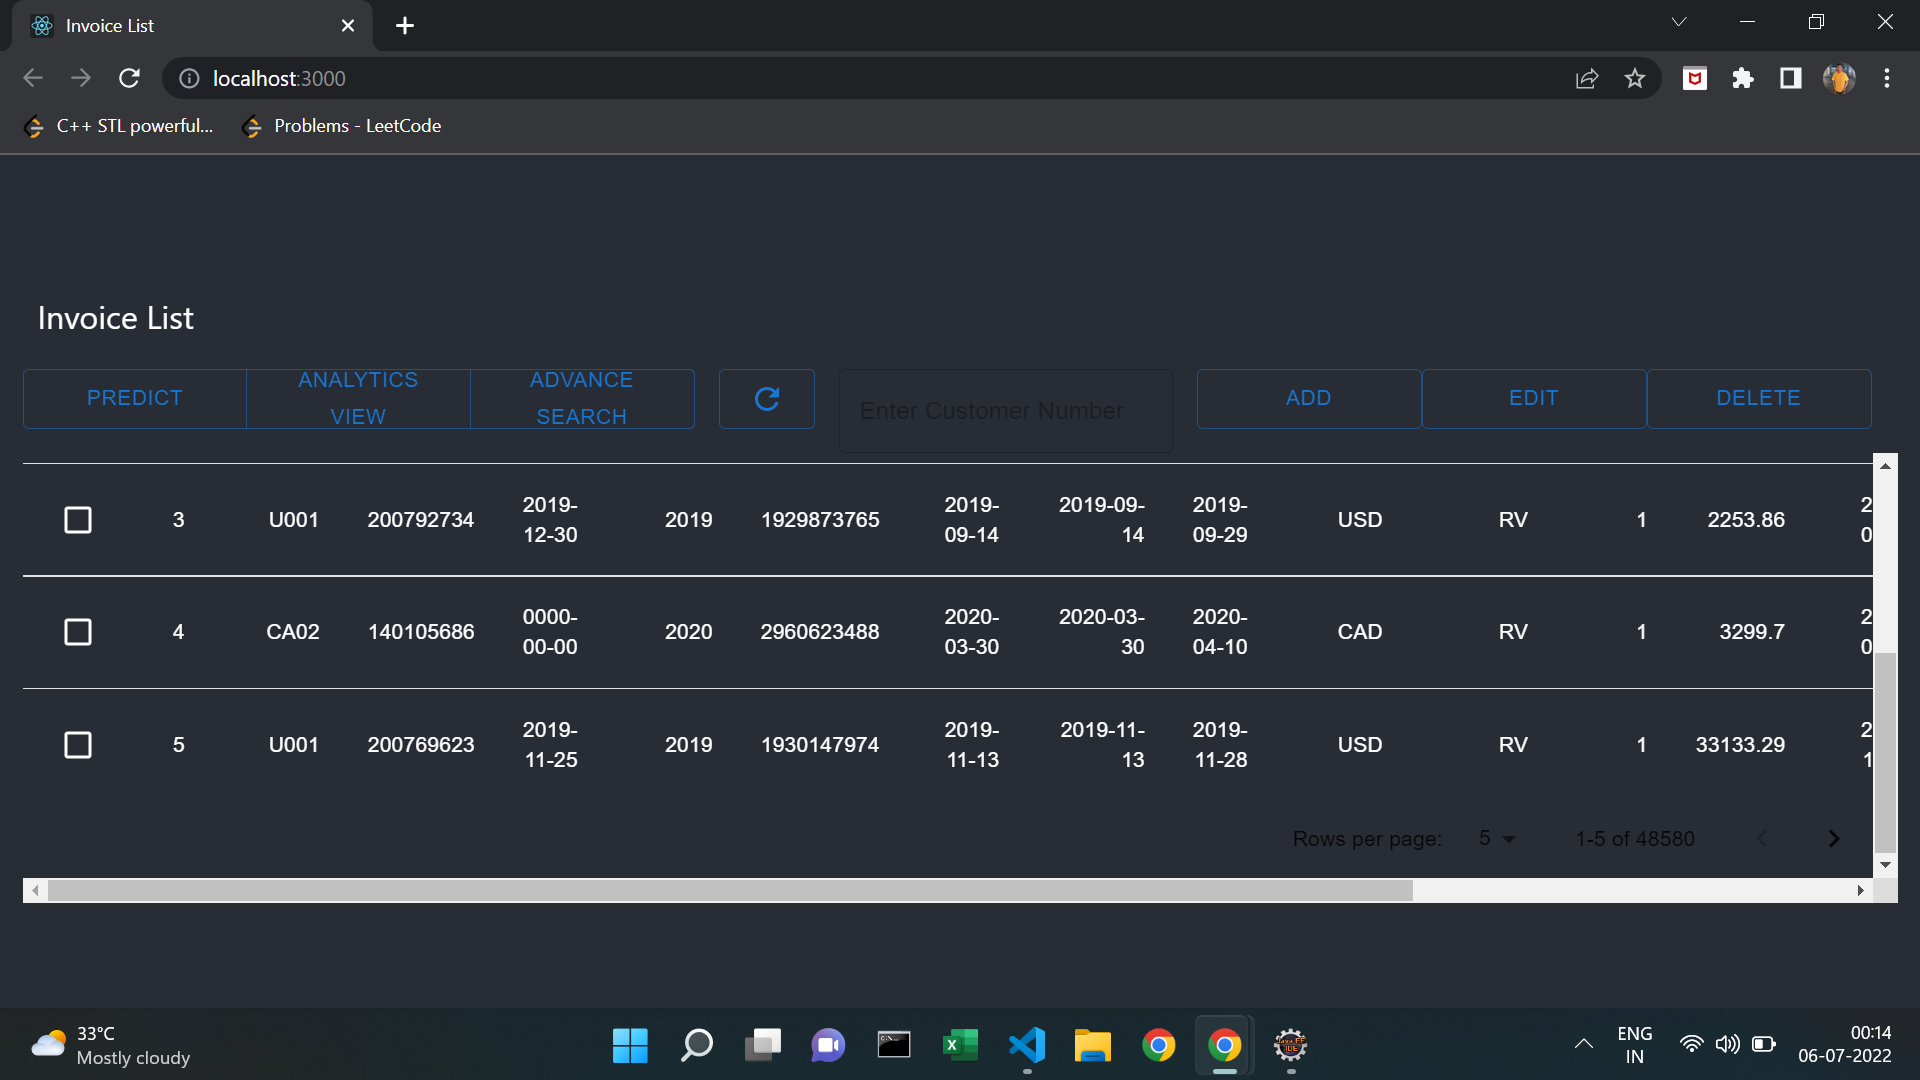 Invoice List
localhost:3000
C++ STL powerful...
Problems - LeetCode
Invoice List
PREDICT
ANALYTICS
VIEW
ADVANCE
SEARCH
Enter Customer Number
ADD
EDIT
DELETE
3 U001 200792734 2019-12-30 2019 1929873765 2019-09-14 2019-09-14 2019-09-29 USD RV 1 2253.86 2
0
4 CA02 140105686 0000-00-00 2020 2960623488 2020-03-30 2020-03-30 2020-04-10 CAD RV 1 3299.7 2
0
5 U001 200769623 2019-11-25 2019 1930147974 2019-11-13 2019-11-13 2019-11-28 USD RV 1 33133.29 2
1
Rows per page: 5 1-5 of 48580
33°C
Mostly cloudy
ENG
IN
00:14
06-07-2022